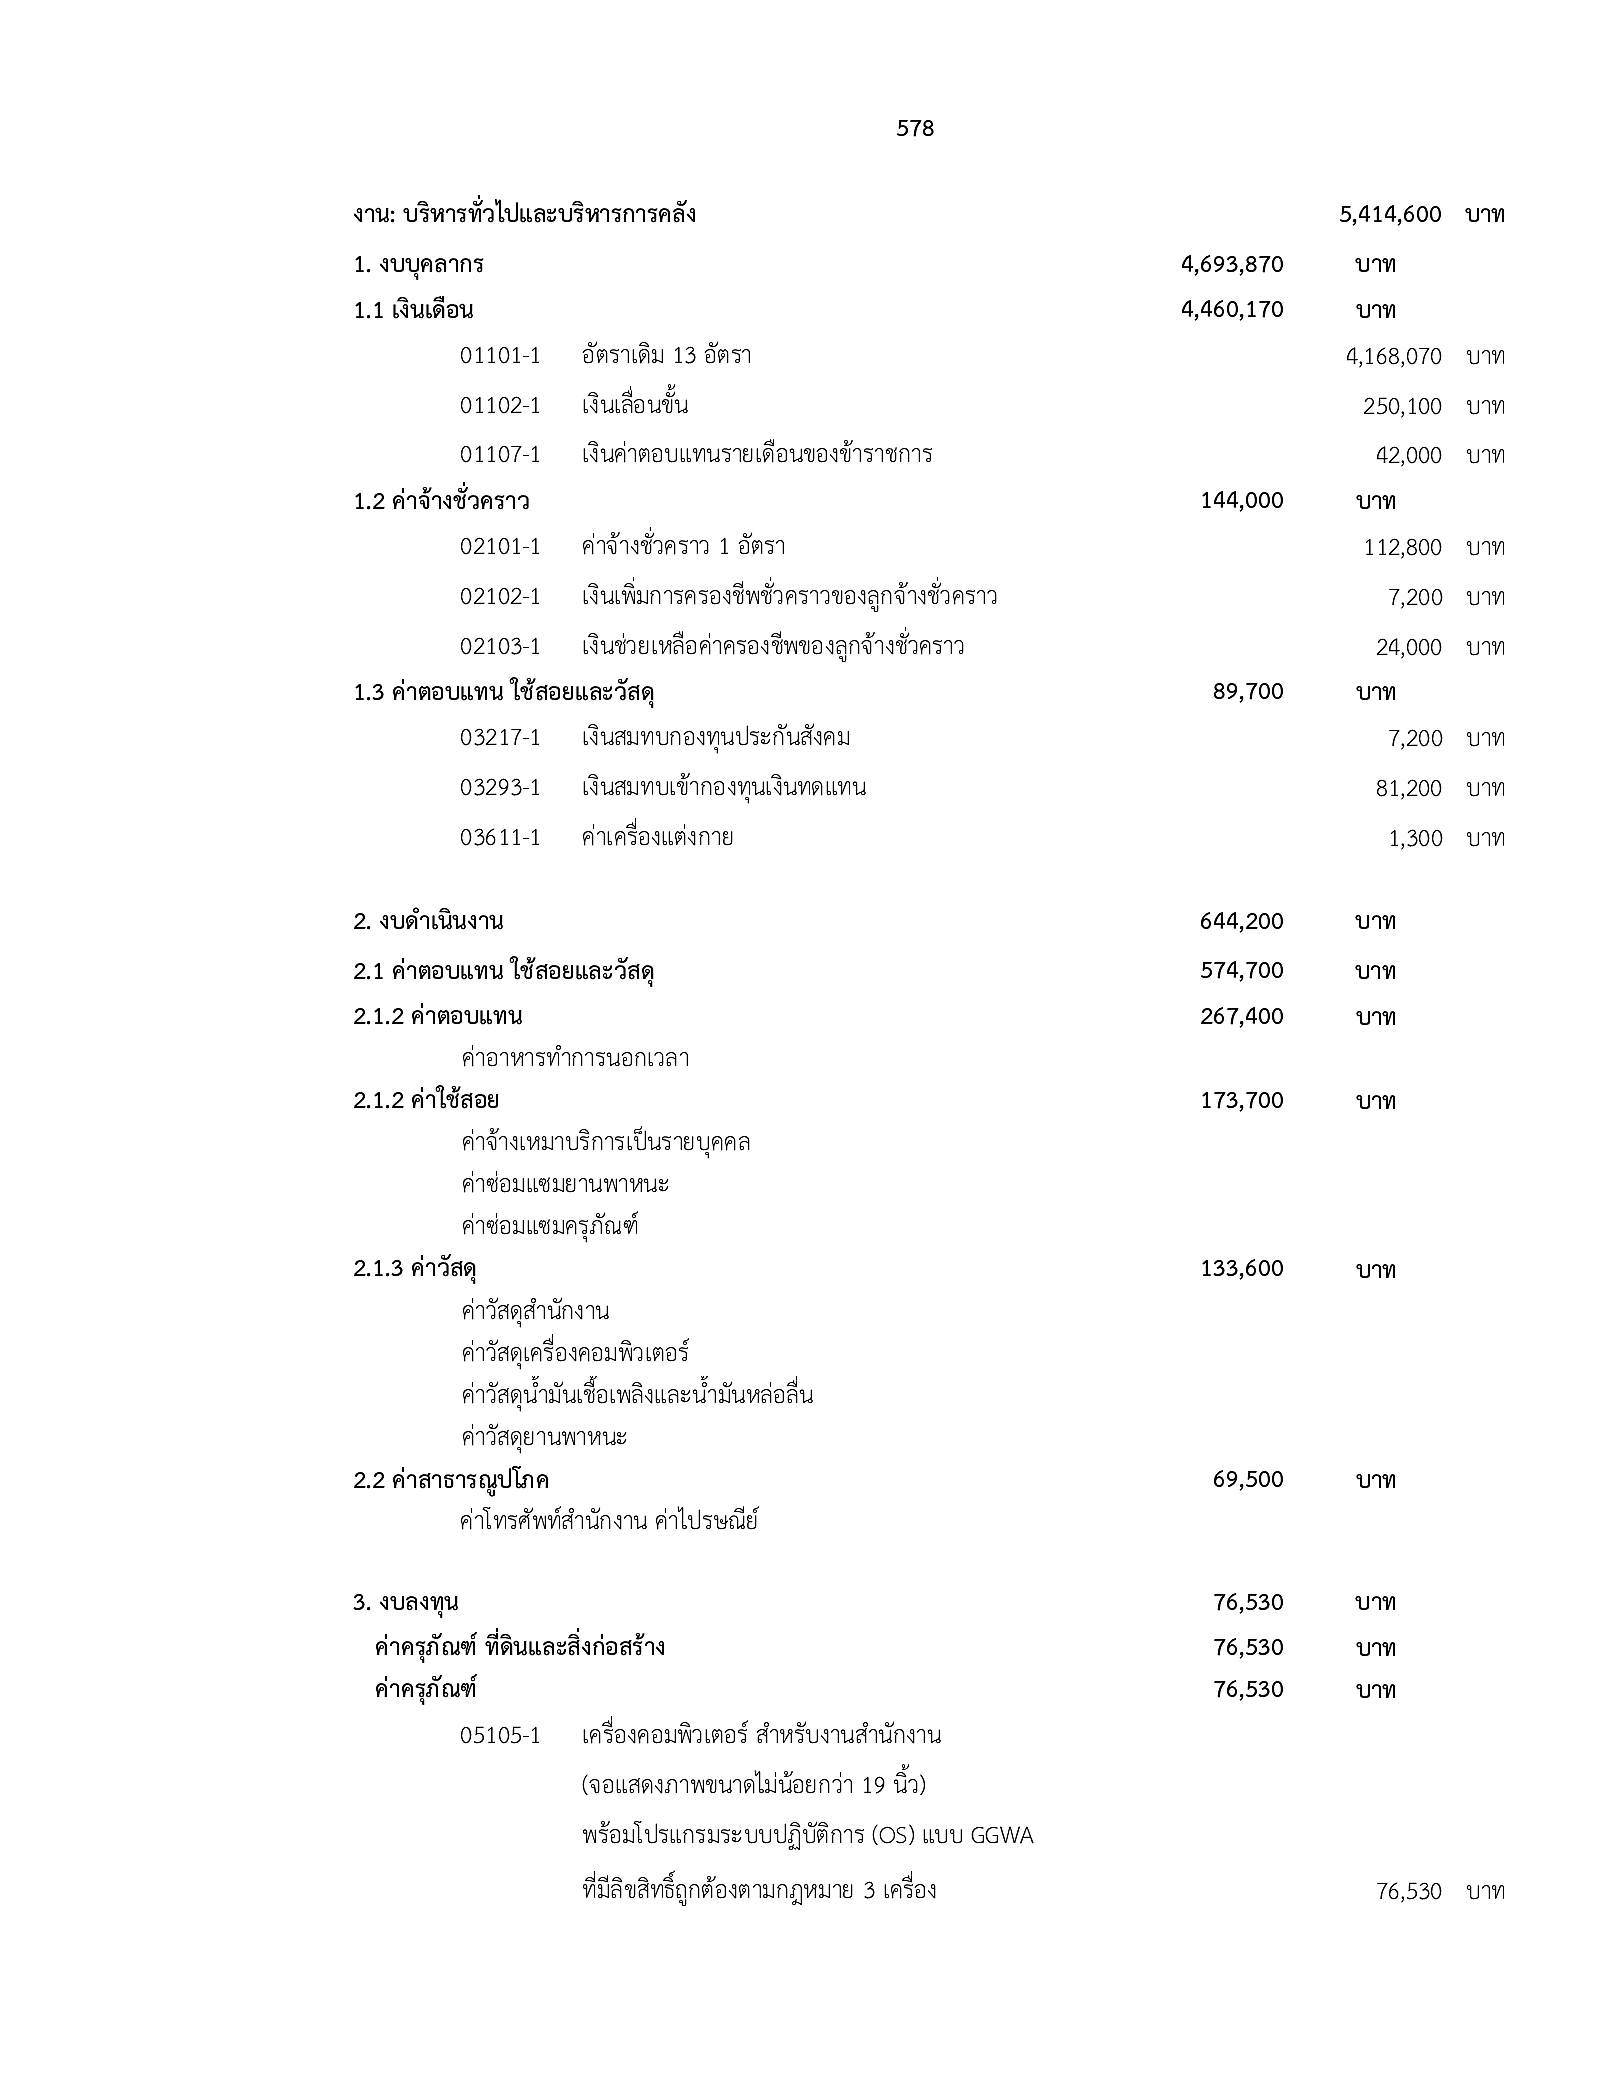 578
งาน: บริหารทั่วไปและบริหารการคลัง 5,414,600 บาท
1. งบบุคลากร 4,693,870 บาท
1.1 เงินเดือน 4,460,170 บาท
01101-1 อัตราเดิม 13 อัตรา 4,168,070 บาท
01102-1 เงินเลื่อนขั้น 250,100 บาท
01107-1 เงินค่าตอบแทนรายเดือนของข้าราชการ 42,000 บาท
1.2 ค่าจ้างชั่วคราว 144,000 บาท
02101-1 ค่าจ้างชั่วคราว 1 อัตรา 112,800 บาท
02102-1 เงินเพิ่มการครองชีพชั่วคราวของลูกจ้างชั่วคราว 7,200 บาท
02103-1 เงินช่วยเหลือค่าครองชีพของลูกจ้างชั่วคราว 24,000 บาท
1.3 ค่าตอบแทน ใช้สอยและวัสดุ 89,700 บาท
03217-1 เงินสมทบกองทุนประกันสังคม 7,200 บาท
03293-1 เงินสมทบเข้ากองทุนเงินทดแทน 81,200 บาท
03611-1 ค่าเครื่องแต่งกาย 1,300 บาท
2. งบดำเนินงาน 644,200 บาท
2.1 ค่าตอบแทน ใช้สอยและวัสดุ 574,700 บาท
2.1.2 ค่าตอบแทน 267,400 บาท
ค่าอาหารทำการนอกเวลา
2.1.2 ค่าใช้สอย 173,700 บาท
ค่าจ้างเหมาบริการเป็นรายบุคคล
ค่าซ่อมแซมยานพาหนะ
ค่าซ่อมแซมครุภัณฑ์
2.1.3 ค่าวัสดุ 133,600 บาท
ค่าวัสดุสำนักงาน
ค่าวัสดุเครื่องคอมพิวเตอร์
ค่าวัสดุน้ำมันเชื้อเพลิงและน้ำมันหล่อลื่น
ค่าวัสดุยานพาหนะ
2.2 ค่าสาธารณูปโภค 69,500 บาท
ค่าโทรศัพท์สำนักงาน ค่าไปรษณีย์
3. งบลงทุน 76,530 บาท
ค่าครุภัณฑ์ ที่ดินและสิ่งก่อสร้าง 76,530 บาท
ค่าครุภัณฑ์ 76,530 บาท
05105-1 เครื่องคอมพิวเตอร์ สำหรับงานสำนักงาน
(จอแสดงภาพขนาดไม่น้อยกว่า 19 นิ้ว)
พร้อมโปรแกรมระบบปฏิบัติการ (OS) แบบ GGWA
ที่มีลิขสิทธิ์ถูกต้องตามกฎหมาย 3 เครื่อง 76,530 บาท